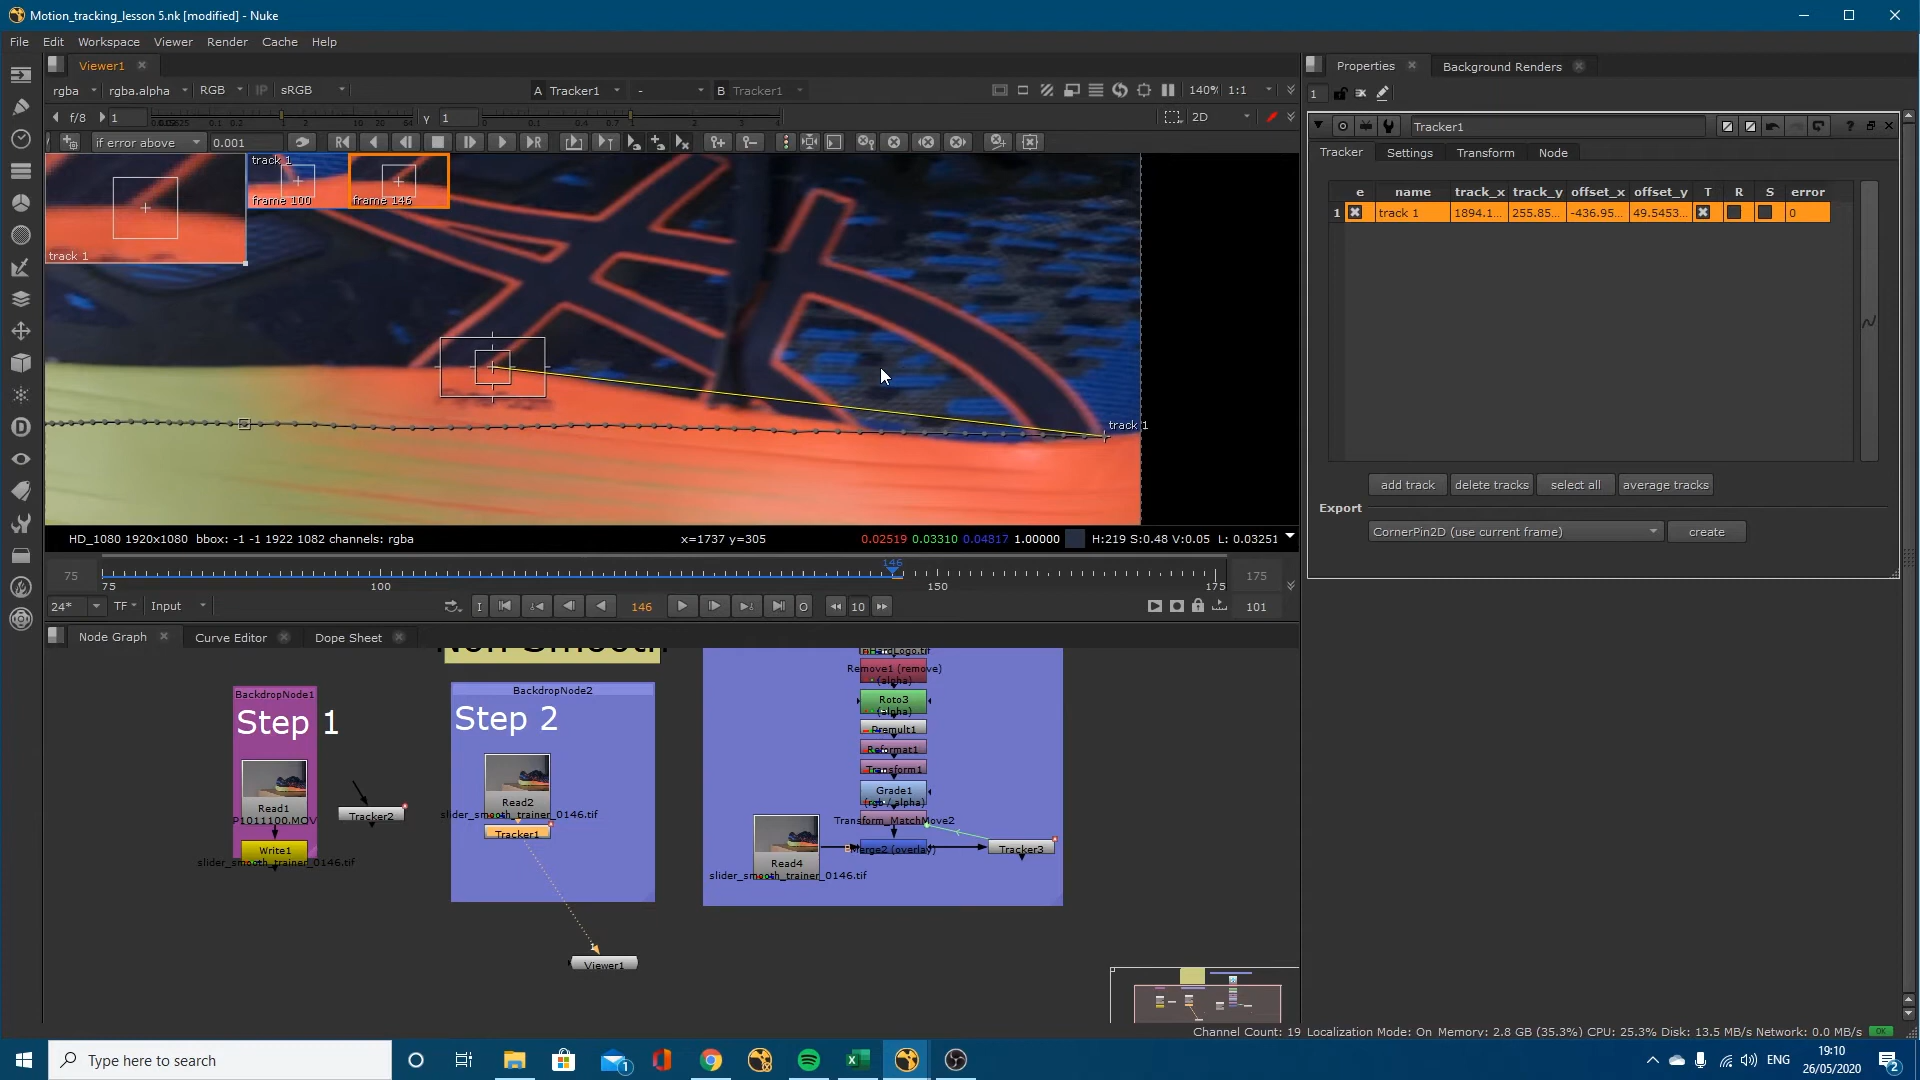 Motion_tracking_lesson 5.nk [modified] - Nuke
File Edit Workspace Viewer Render Cache Help
Viewer1
rgba rgba.alpha RGB IP sRGB A Tracker1 - B Tracker1 140% 1:1
f/8 1 y 1 2D
if error above 0.001
track 1
frame 100 frame 146
track 1
track 1
HD_1080 1920x1080 bbox: -1 -1 1922 1082 channels: rgba x=1737 y=305 0.02519 0.03310 0.04817 1.00000 H:219 S:0.48 V:0.05 L: 0.03251
75 146 175
75 100 150 175
24* TF Input 146 10 101
Node Graph Curve Editor Dope Sheet
BackdropNode1
Step 1
Read1
P1011100.MOV
Write1
slider_smooth_trainer_0146.tif
Tracker2
Non Smooth
BackdropNode2
Step 2
Read2
slider_smooth_trainer_0146.tif
Tracker1
Viewer1
HardLogo.tif
Remove1 (remove)
(alpha)
Roto3
(alpha)
Premult1
Reformat1
Transform1
Grade1
(rgb / alpha)
Transform_MatchMove2
Merge2 (overlay)
Tracker3
Read4
slider_smooth_trainer_0146.tif
Properties Background Renders
1
Tracker1
Tracker Settings Transform Node
e name track_x track_y offset_x offset_y T R S error
1 track 1 1894.1... 255.85... -436.95... 49.5453... 0
add track delete tracks select all average tracks
Export
CornerPin2D (use current frame) create
Channel Count: 19 Localization Mode: On Memory: 2.8 GB (35.3%) CPU: 25.3% Disk: 13.5 MB/s Network: 0.0 MB/s OK
Type here to search
1
ENG
19:10
26/05/2020
2